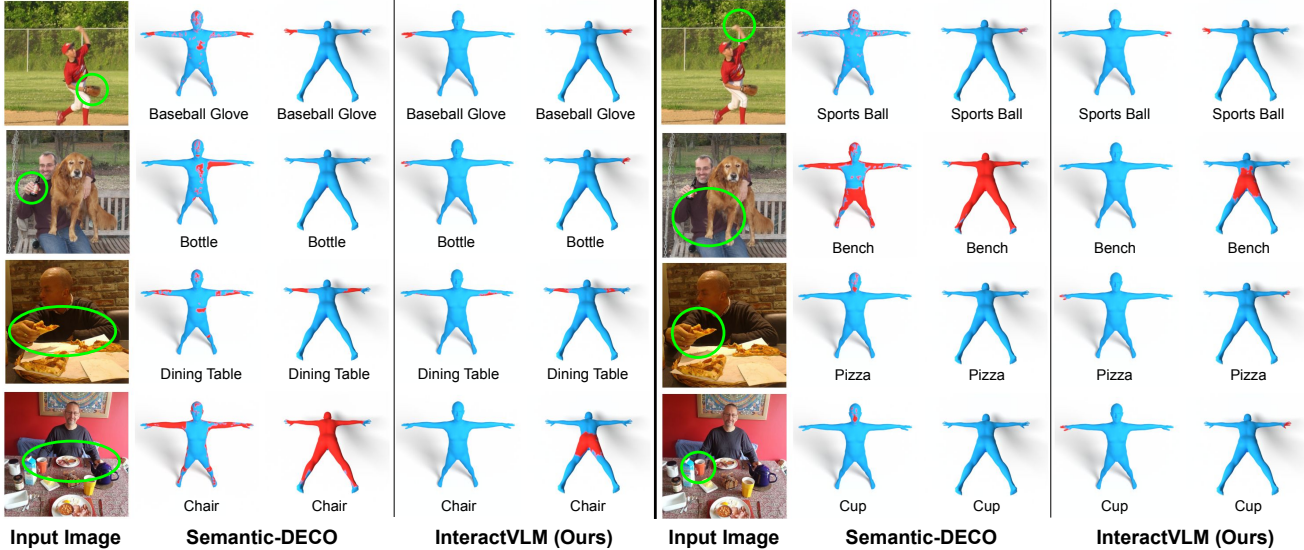 Baseball Glove Baseball Glove Baseball Glove Baseball Glove
Bottle Bottle Bottle Bottle
Dining Table Dining Table Dining Table Dining Table
Chair Chair Chair Chair
Input Image Semantic-DECO InteractVLM (Ours)
Sports Ball Sports Ball Sports Ball Sports Ball
Bench Bench Bench Bench
Pizza Pizza Pizza Pizza
Cup Cup Cup Cup
Input Image Semantic-DECO InteractVLM (Ours)